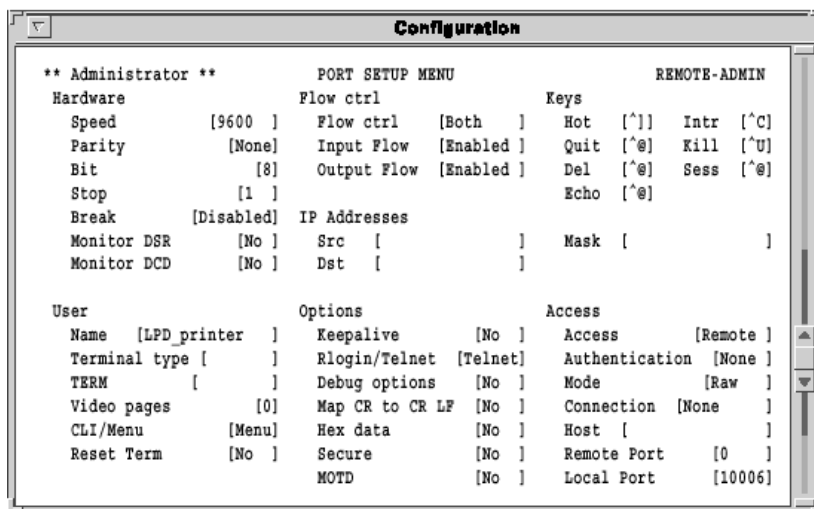 Configuration
** Administrator ** PORT SETUP MENU REMOTE-ADMIN
Hardware Flow ctrl Keys
Speed [9600 ] Flow ctrl [Both ] Hot [^]] Intr [^C]
Parity [None] Input Flow [Enabled ] Quit [^@] Kill [^U]
Bit [8] Output Flow [Enabled ] Del [^@] Sess [^@]
Stop [1 ] Echo [^@]
Break [Disabled] IP Addresses
Monitor DSR [No ] Src [ ] Mask [ ]
Monitor DCD [No ] Dst [ ]
User Options Access
Name [LPD_printer ] Keepalive [No ] Access [Remote ]
Terminal type [ ] Rlogin/Telnet [Telnet] Authentication [None ]
TERM [ ] Debug options [No ] Mode [Raw ]
Video pages [0] Map CR to CR LF [No ] Connection [None ]
CLI/Menu [Menu] Hex data [No ] Host [ ]
Reset Term [No ] Secure [No ] Remote Port [0 ]
MOTD [No ] Local Port [10006]